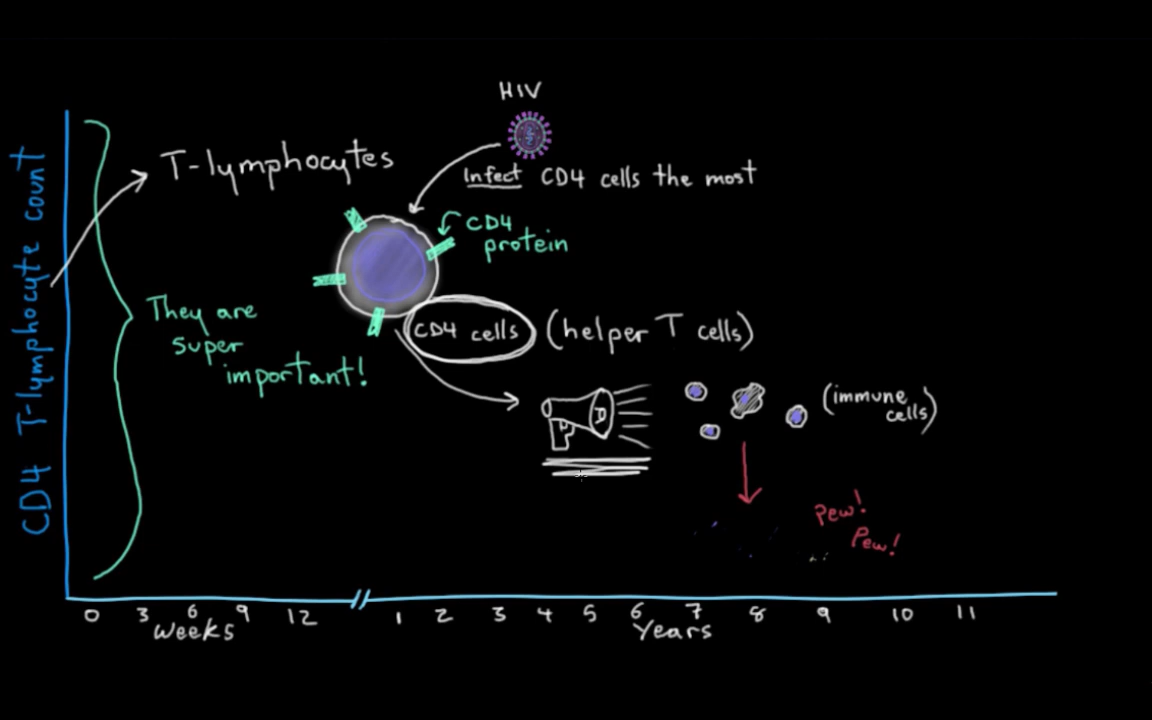 HIV
T-lymphocytes
Infect CD4 cells the most
CD4
protein
CD4 T-lymphocyte count
They are
super
important!
CD4 cells (helper T cells)
(immune
cells)
Pew!
Pew!
0 3 6 9 12 1 2 3 4 5 6 7 8 9 10 11
Weeks Years